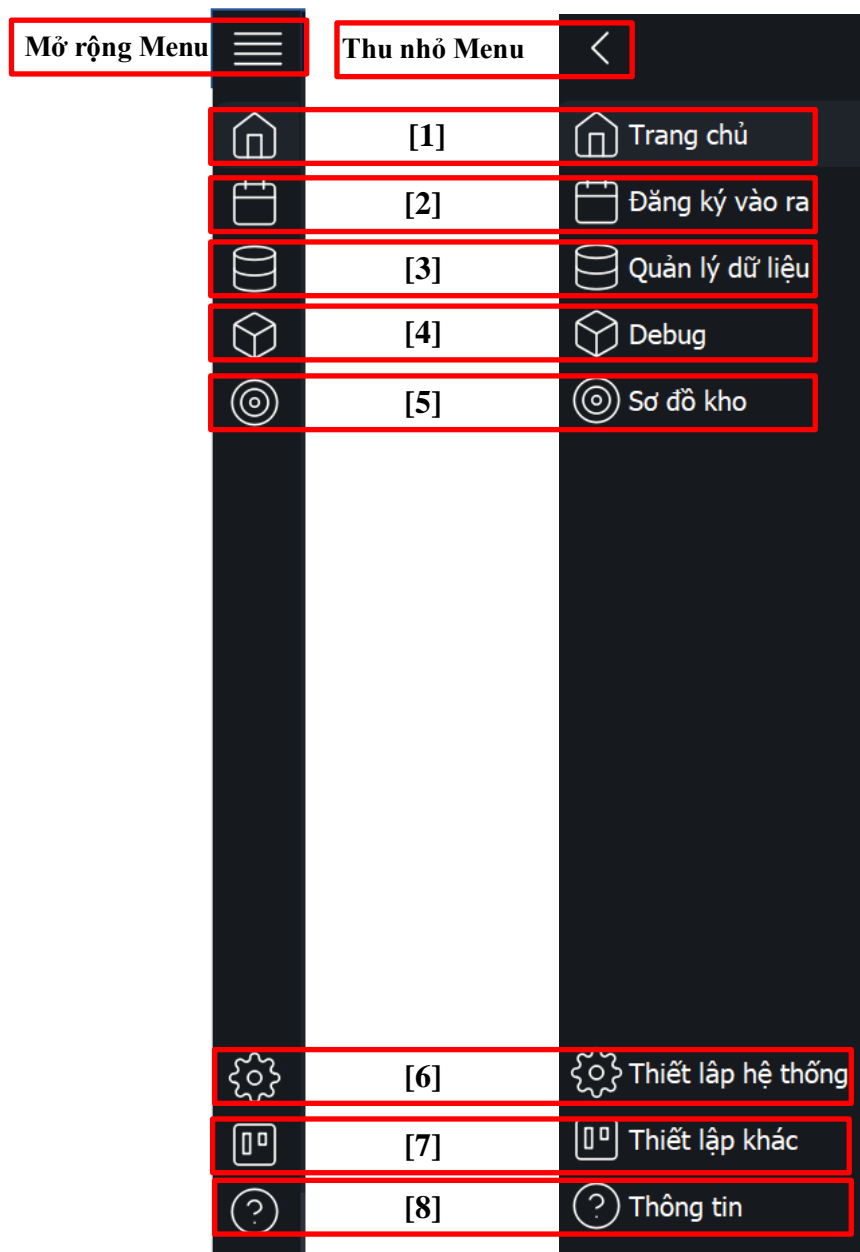 Mở rộng Menu
Thu nhỏ Menu
[1] Trang chủ
[2] Đăng ký vào ra
[3] Quản lý dữ liệu
[4] Debug
[5] Sơ đồ kho
[6] Thiết lâp hệ thống
[7] Thiết lập khác
[8] Thông tin